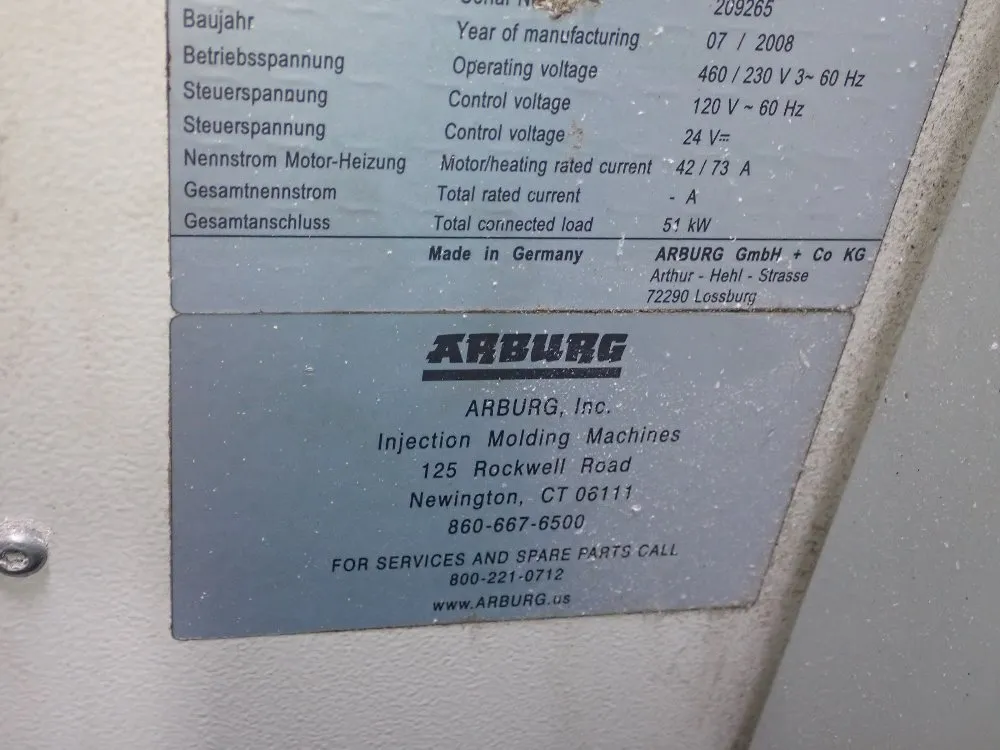 Serial N 209265
Baujahr Year of manufacturing 07 / 2008
Betriebsspannung Operating voltage 460 / 230 V 3~ 60 Hz
Steuerspannung Control voltage 120 V ~ 60 Hz
Steuerspannung Control voltage 24 V=
Nennstrom Motor-Heizung Motor/heating rated current 42 / 73 A
Gesamtnennstrom Total rated current - A
Gesamtanschluss Total connected load 51 kW
Made in Germany ARBURG GmbH + Co KG
Arthur - Hehl - Strasse
72290 Lossburg
ARBURG
ARBURG, Inc.
Injection Molding Machines
125 Rockwell Road
Newington, CT 06111
860-667-6500
FOR SERVICES AND SPARE PARTS CALL
800-221-0712
www.ARBURG.us